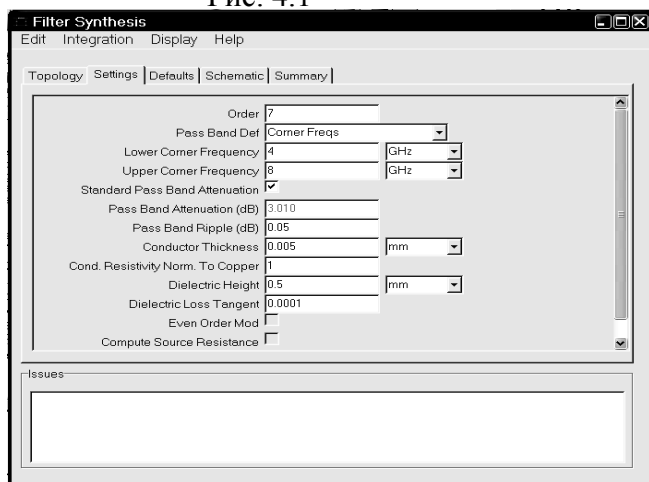 Рис. 4.1
Filter Synthesis
Edit Integration Display Help
Topology Settings Defaults Schematic Summary
Order 7
Pass Band Def Corner Freqs
Lower Corner Frequency 4 GHz
Upper Corner Frequency 8 GHz
Standard Pass Band Attenuation
Pass Band Attenuation (dB) 3.010
Pass Band Ripple (dB) 0.05
Conductor Thickness 0.005 mm
Cond. Resistivity Norm. To Copper 1
Dielectric Height 0.5 mm
Dielectric Loss Tangent 0.0001
Even Order Mod
Compute Source Resistance
Issues